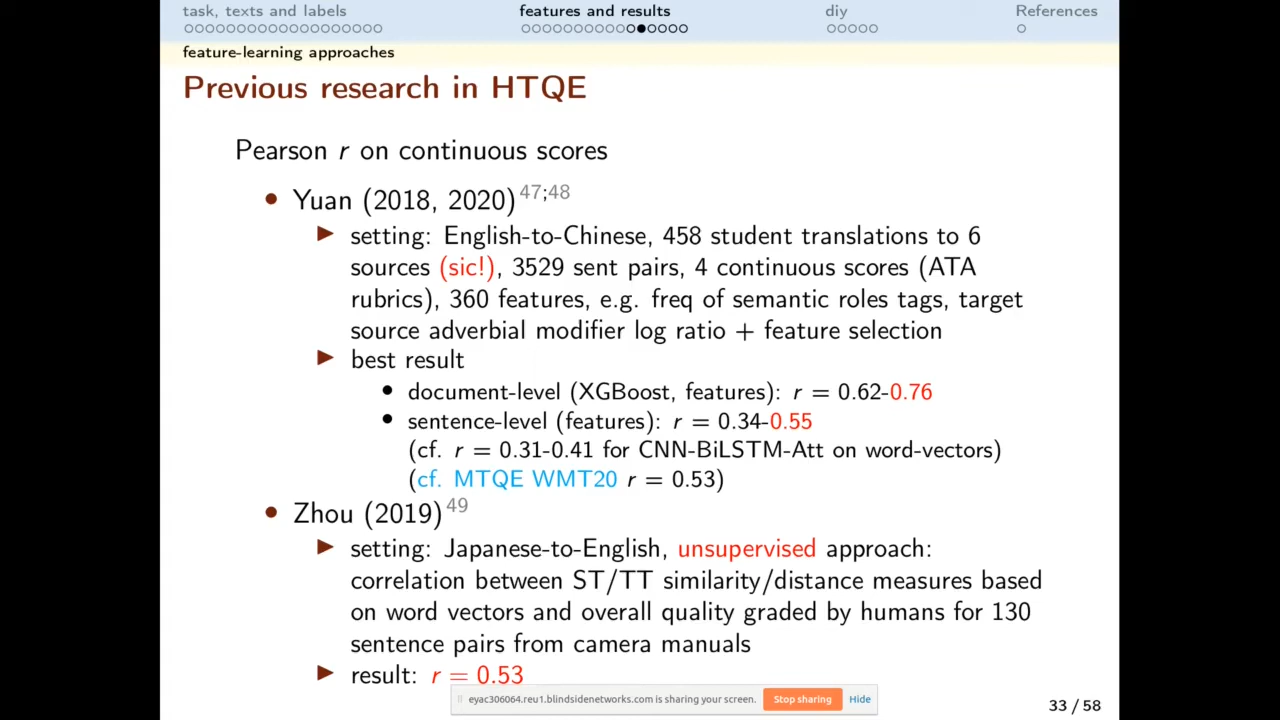 task, texts and labels features and results diy References
feature-learning approaches
Previous research in HTQE
Pearson r on continuous scores
• Yuan (2018, 2020)47;48
▶ setting: English-to-Chinese, 458 student translations to 6
sources (sic!), 3529 sent pairs, 4 continuous scores (ATA
rubrics), 360 features, e.g. freq of semantic roles tags, target
source adverbial modifier log ratio + feature selection
▶ best result
• document-level (XGBoost, features): r = 0.62-0.76
• sentence-level (features): r = 0.34-0.55
(cf. r = 0.31-0.41 for CNN-BiLSTM-Att on word-vectors)
(cf. MTQE WMT20 r = 0.53)
• Zhou (2019)49
▶ setting: Japanese-to-English, unsupervised approach:
correlation between ST/TT similarity/distance measures based
on word vectors and overall quality graded by humans for 130
sentence pairs from camera manuals
▶ result: r = 0.53
eyac306064.reu1.blindsidenetworks.com is sharing your screen. Stop sharing Hide
33 / 58